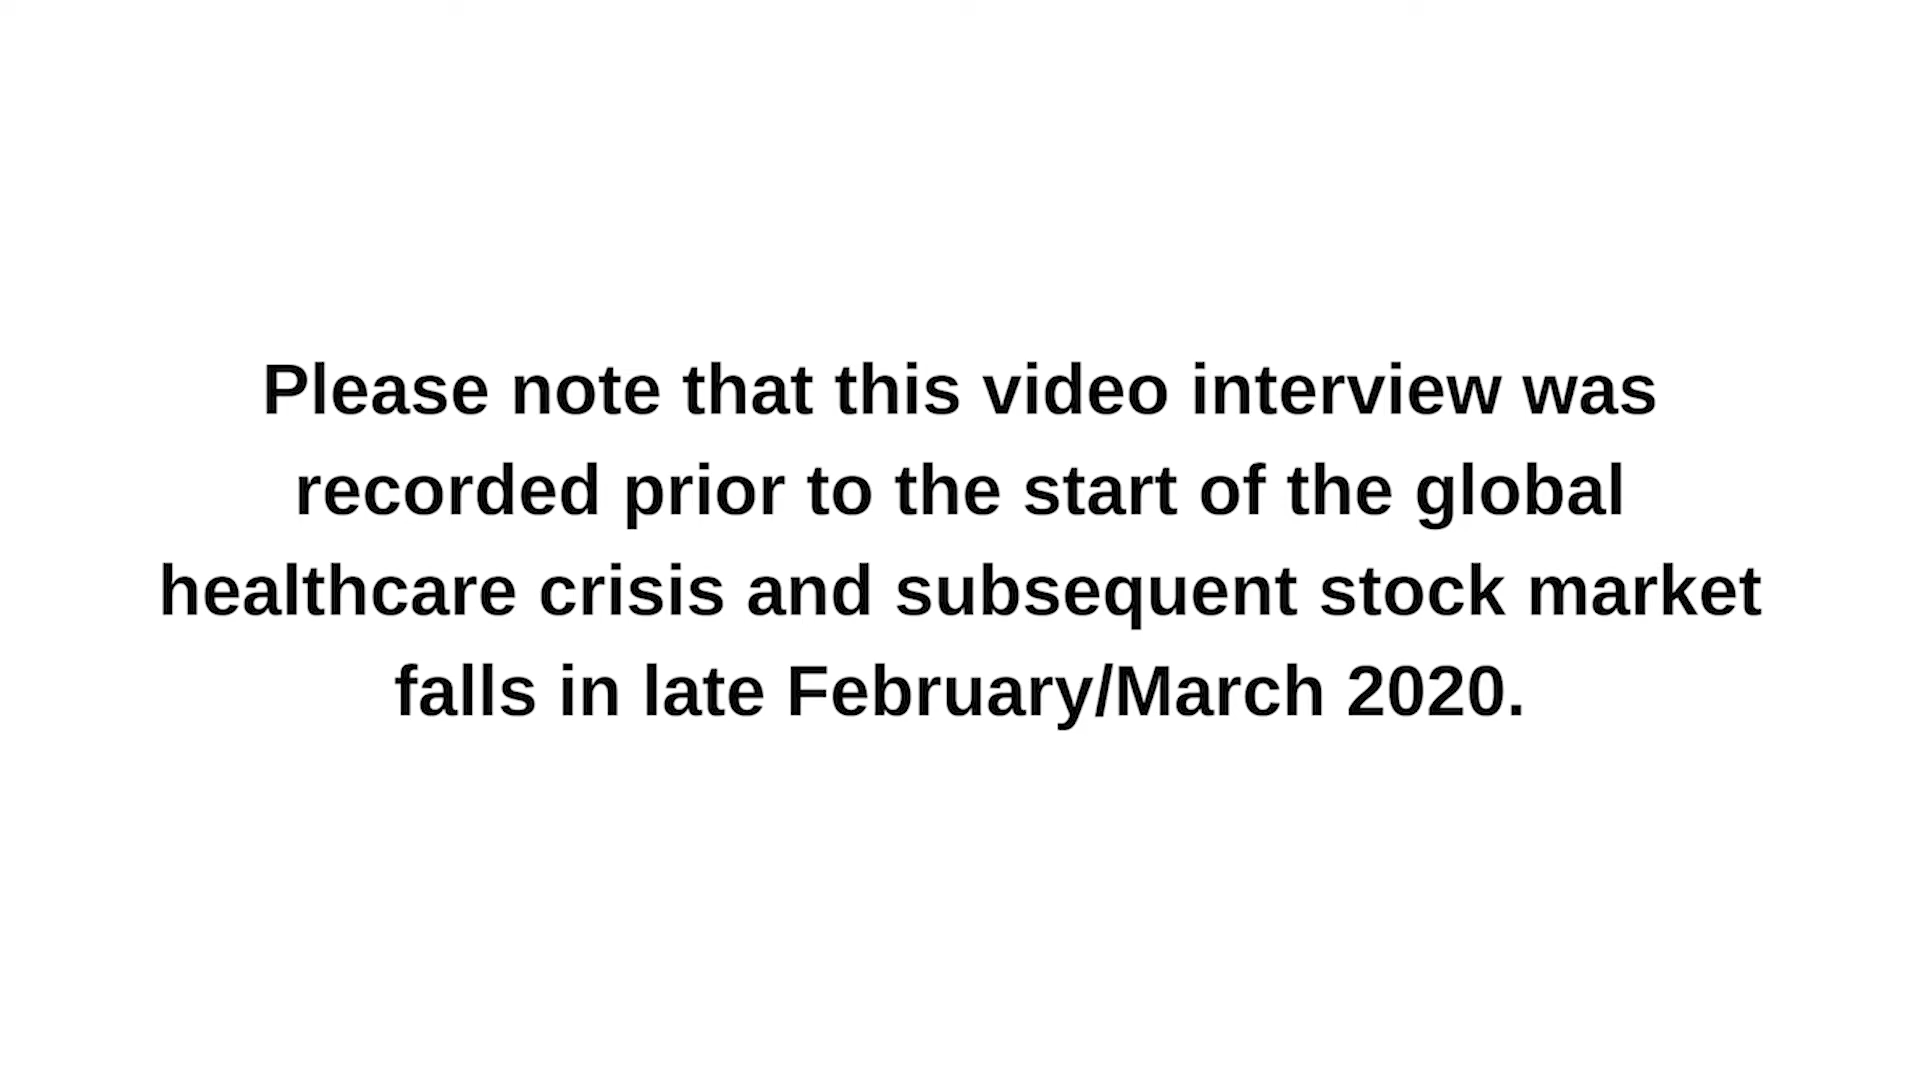 Please note that this video interview was
recorded prior to the start of the global
healthcare crisis and subsequent stock market
falls in late February/March 2020.